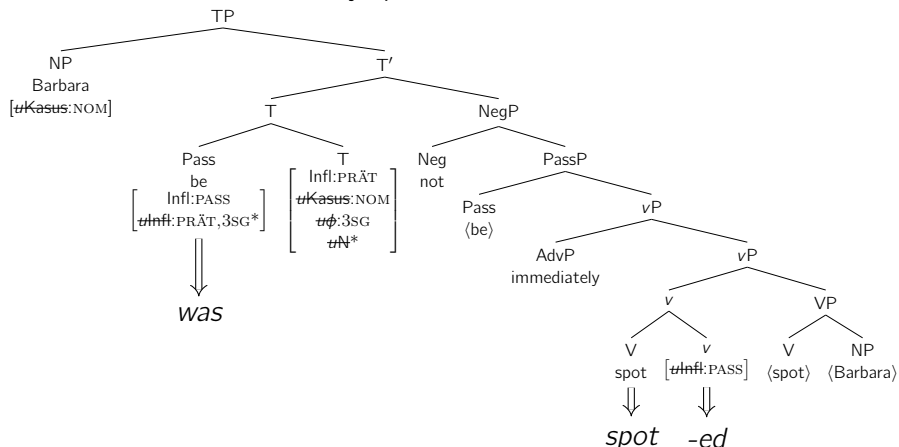 TP
NP
Barbara
[uKasus:NOM]
T′
T
NegP
Pass
be
[Infl:PASS
uInfl:PRÄT,3SG*]
T
[Infl:PRÄT
uKasus:NOM
uϕ:3SG
uN*]
Neg
not
PassP
Pass
⟨be⟩
vP
AdvP
immediately
vP
v
VP
V
spot
v
[uInfl:PASS]
V
⟨spot⟩
NP
⟨Barbara⟩
was
spot
-ed